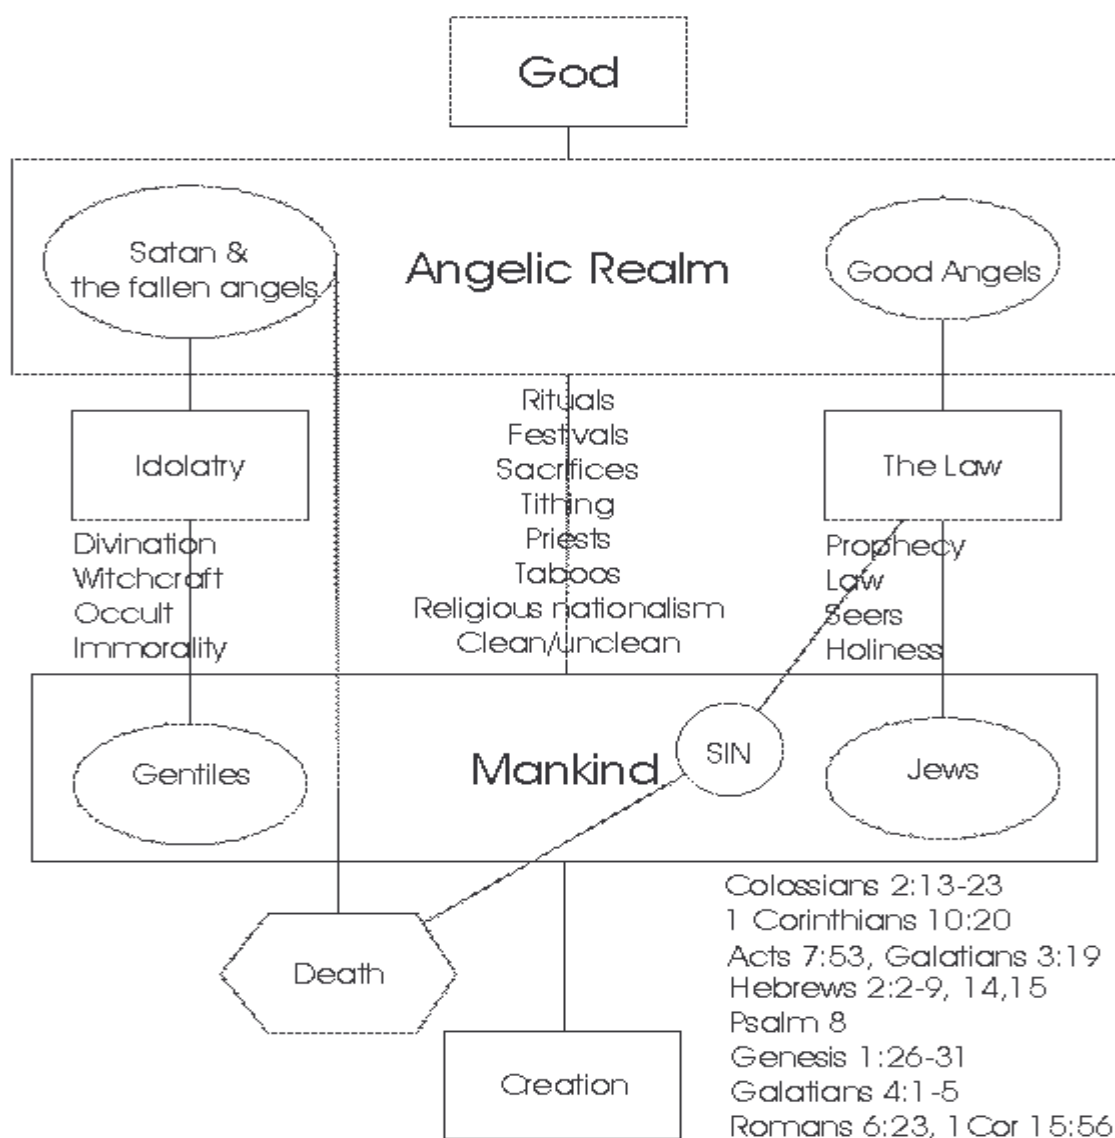 God
Satan &
the fallen angels
Angelic Realm
Good Angels
Idolatry
Divination
Witchcraft
Occult
Immorality
Rituals
Festivals
Sacrifices
Tithing
Priests
Taboos
Religious nationalism
Clean/unclean
The Law
Prophecy
Law
Seers
Holiness
Gentiles
Mankind
SIN
Jews
Death
Creation
Colossians 2:13-23
1 Corinthians 10:20
Acts 7:53, Galatians 3:19
Hebrews 2:2-9, 14,15
Psalm 8
Genesis 1:26-31
Galatians 4:1-5
Romans 6:23, 1Cor 15:56